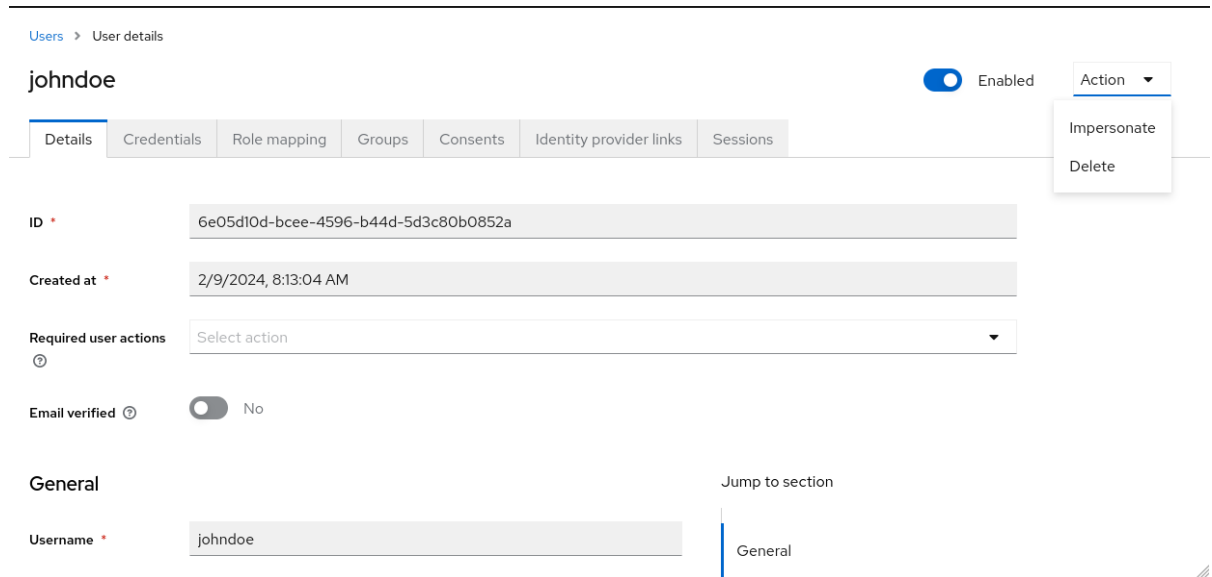 Users > User details
johndoe
Enabled
Action
Impersonate
Delete
Details Credentials Role mapping Groups Consents Identity provider links Sessions
ID *
6e05d10d-bcee-4596-b44d-5d3c80b0852a
Created at *
2/9/2024, 8:13:04 AM
Required user actions
Select action
Email verified
No
General
Username *
johndoe
Jump to section
General